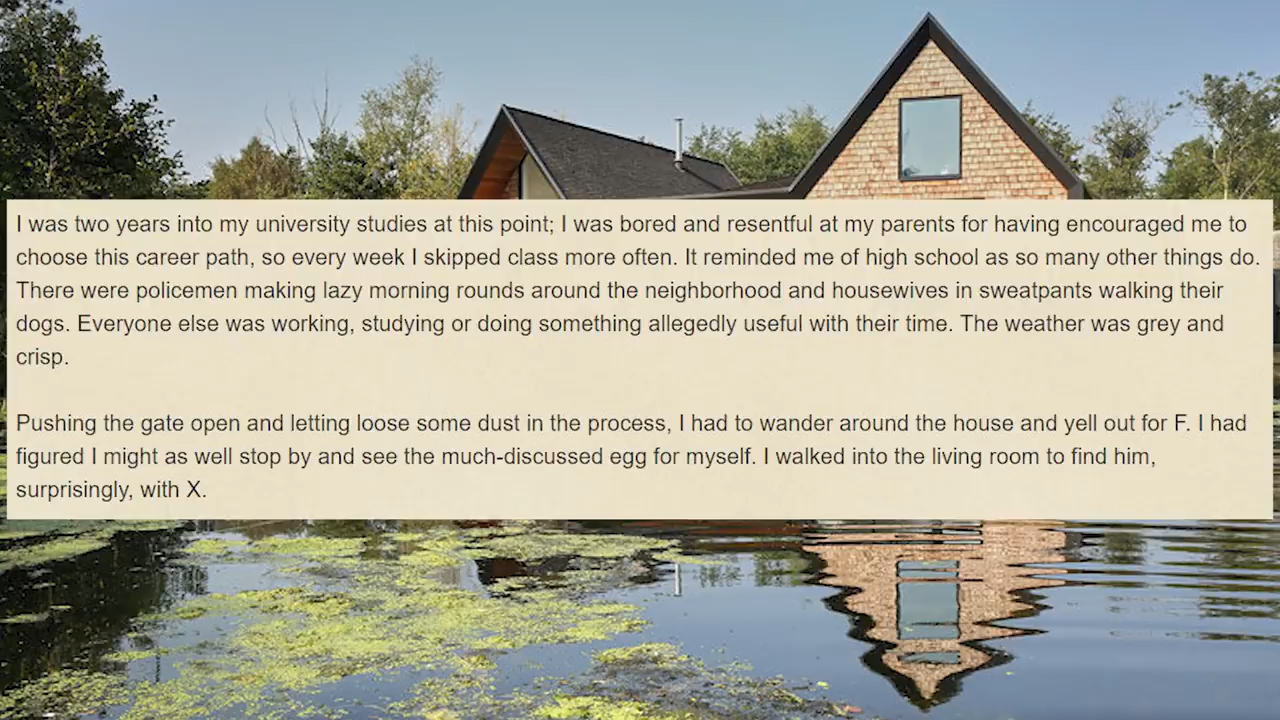 I was two years into my university studies at this point; I was bored and resentful at my parents for having encouraged me to
choose this career path, so every week I skipped class more often. It reminded me of high school as so many other things do.
There were policemen making lazy morning rounds around the neighborhood and housewives in sweatpants walking their
dogs. Everyone else was working, studying or doing something allegedly useful with their time. The weather was grey and
crisp.
Pushing the gate open and letting loose some dust in the process, I had to wander around the house and yell out for F. I had
figured I might as well stop by and see the much-discussed egg for myself. I walked into the living room to find him,
surprisingly, with X.